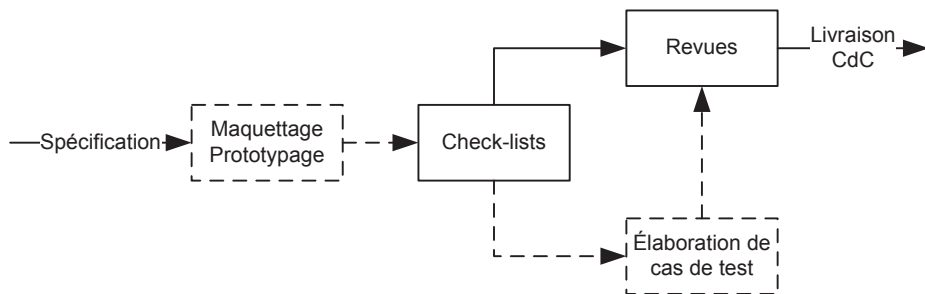 Spécification
Maquettage
Prototypage
Check-lists
Revues
Livraison
CdC
Élaboration de
cas de test